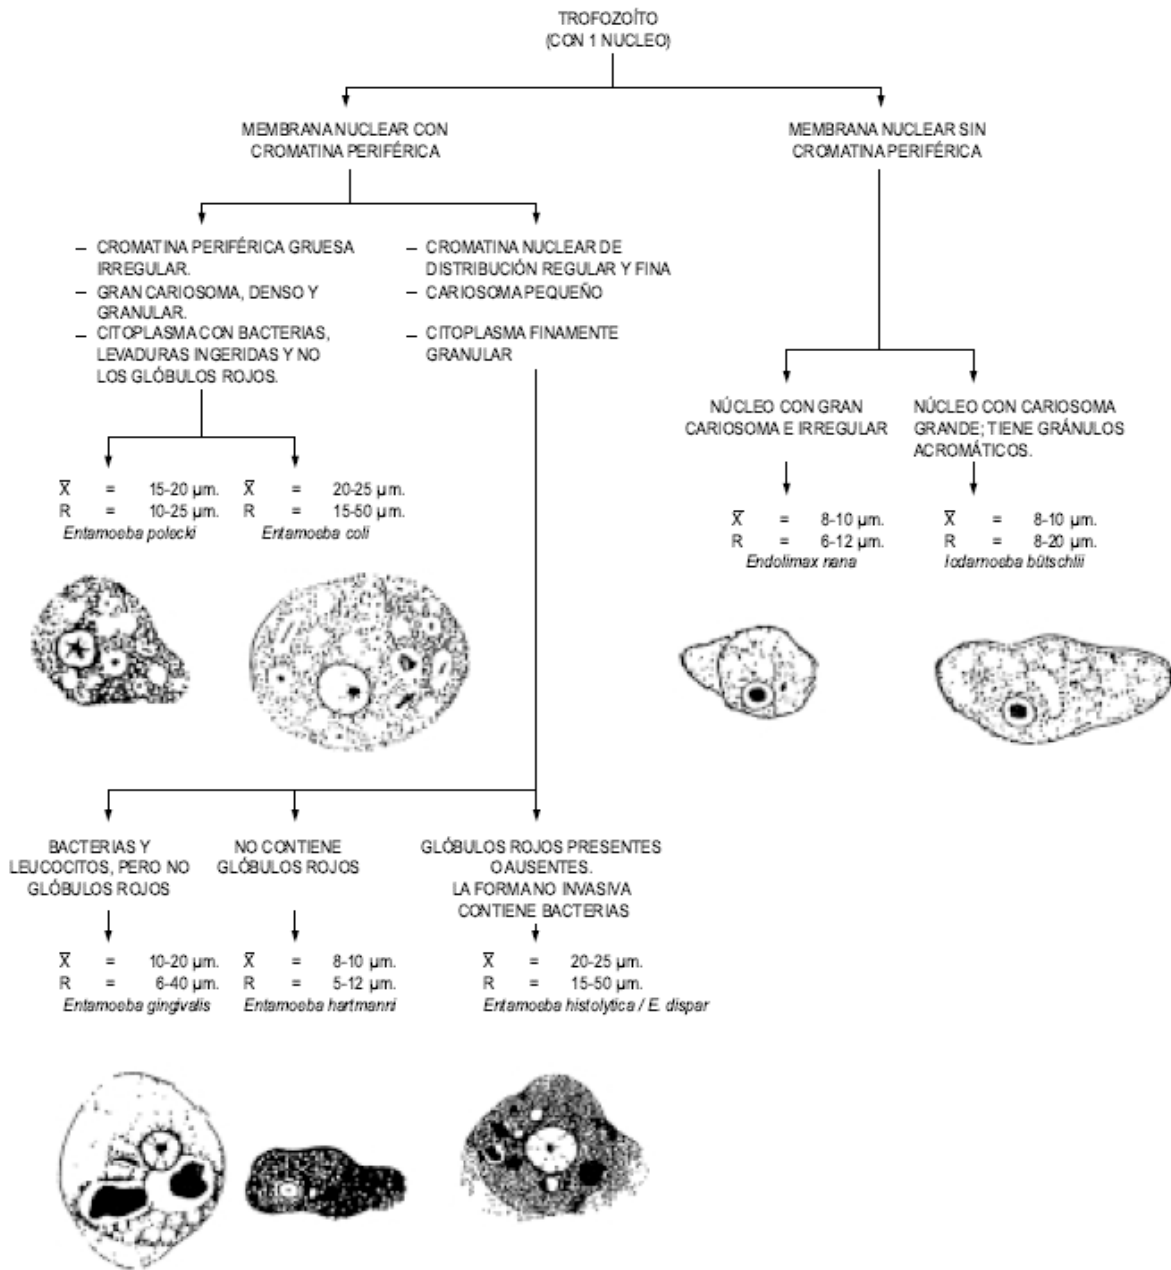 TROFOZOÍTO
(CON 1 NUCLEO)
MEMBRANA NUCLEAR CON
CROMATINA PERIFÉRICA
MEMBRANA NUCLEAR SIN
CROMATINA PERIFÉRICA
– CROMATINA PERIFÉRICA GRUESA
IRREGULAR.
– GRAN CARIOSOMA, DENSO Y
GRANULAR.
– CITOPLASMA CON BACTERIAS,
LEVADURAS INGERIDAS Y NO
LOS GLÓBULOS ROJOS.
– CROMATINA NUCLEAR DE
DISTRIBUCIÓN REGULAR Y FINA
– CARIOSOMA PEQUEÑO
– CITOPLASMA FINAMENTE
GRANULAR
NÚCLEO CON GRAN
CARIOSOMA E IRREGULAR
NÚCLEO CON CARIOSOMA
GRANDE; TIENE GRÁNULOS
ACROMÁTICOS.
X̅ = 15-20 µm.
R = 10-25 µm.
Entamoeba polecki
X̅ = 20-25 µm.
R = 15-50 µm.
Entamoeba coli
X̅ = 8-10 µm.
R = 6-12 µm.
Endolimax nana
X̅ = 8-10 µm.
R = 8-20 µm.
Iodamoeba bütschlii
BACTERIAS Y
LEUCOCITOS, PERO NO
GLÓBULOS ROJOS
NO CONTIENE
GLÓBULOS ROJOS
GLÓBULOS ROJOS PRESENTES
O AUSENTES.
LA FORMA NO INVASIVA
CONTIENE BACTERIAS
X̅ = 10-20 µm.
R = 6-40 µm.
Entamoeba gingivalis
X̅ = 8-10 µm.
R = 5-12 µm.
Entamoeba hartmanni
X̅ = 20-25 µm.
R = 15-50 µm.
Entamoeba histolytica / E. dispar